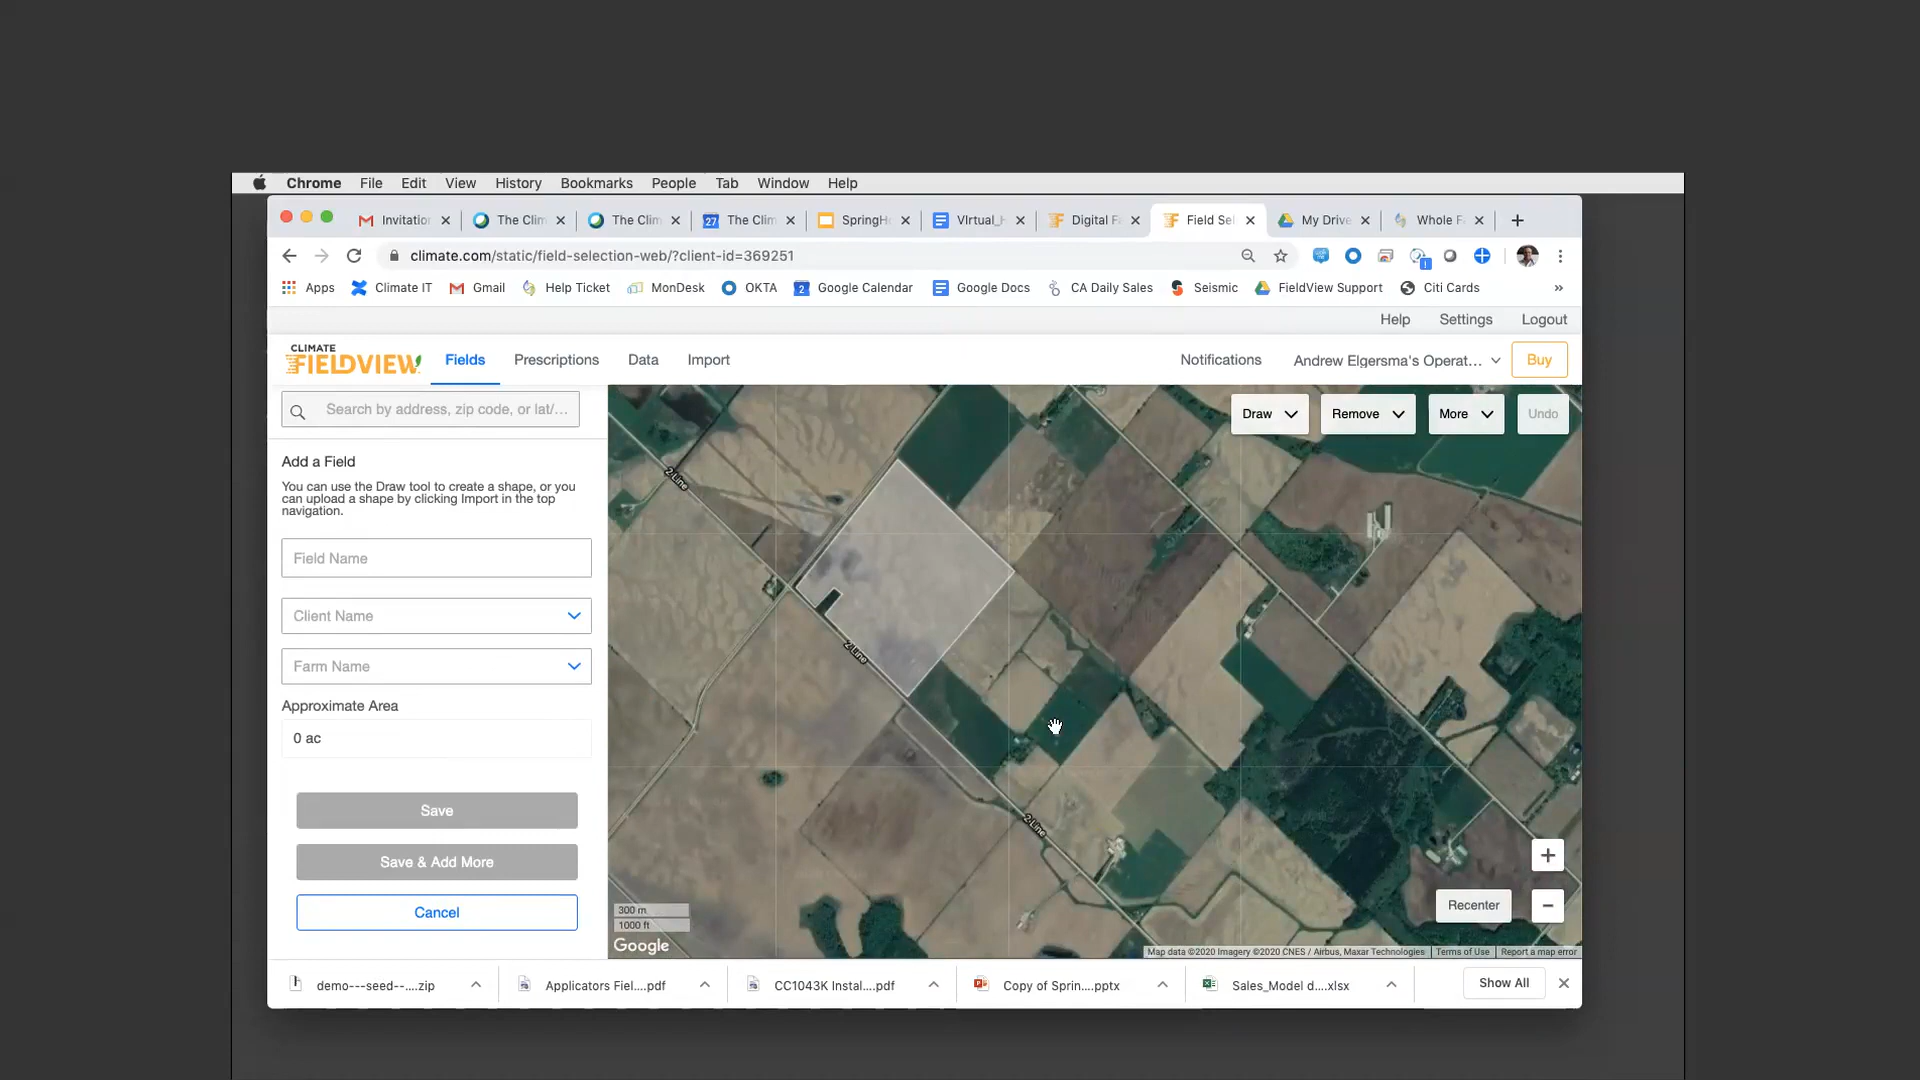 Chrome File Edit View History Bookmarks People Tab Window Help
Invitatio The Clim The Clim The Clim SpringHo VIrtual_H Digital Fa Field Sel My Drive Whole Fa
climate.com/static/field-selection-web/?client-id=369251
Apps Climate IT Gmail Help Ticket MonDesk OKTA Google Calendar Google Docs CA Daily Sales Seismic FieldView Support Citi Cards »
Help Settings Logout
CLIMATE
FIELDVIEW
Fields Prescriptions Data Import Notifications Andrew Elgersma's Operat... Buy
Search by address, zip code, or lat/...
Draw Remove More Undo
Add a Field
You can use the Draw tool to create a shape, or you
can upload a shape by clicking Import in the top
navigation.
Field Name
Client Name
Farm Name
Approximate Area
0 ac
Save
Save & Add More
Cancel
2 Line
2 Line
2 Line
Recenter
300 m
1000 ft
Google
Map data ©2020 Imagery ©2020 CNES / Airbus, Maxar Technologies Terms of Use Report a map error
demo---seed--....zip Applicators Fiel....pdf CC1043K Instal....pdf Copy of Sprin....pptx Sales_Model d....xlsx Show All